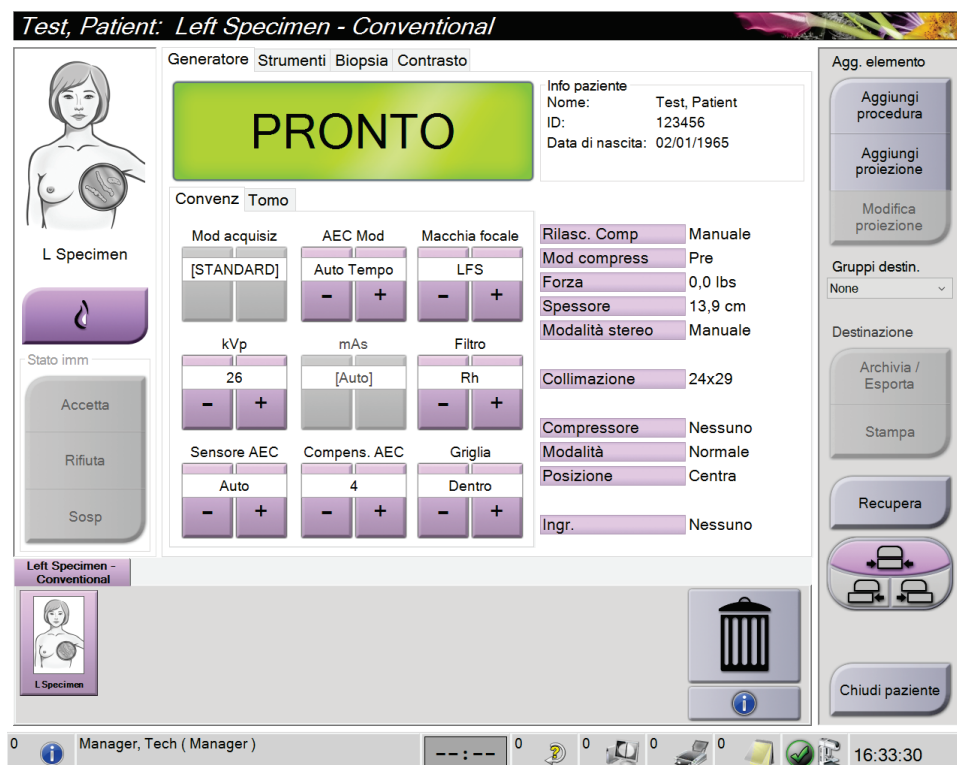 Test, Patient:  Left Specimen - Conventional
L Specimen
Stato imm
Accetta
Rifiuta
Sosp
Generatore Strumenti Biopsia Contrasto
PRONTO
Info paziente
Nome: Test, Patient
ID: 123456
Data di nascita: 02/01/1965
Convenz Tomo
Mod acquisiz AEC Mod Macchia focale
[STANDARD] Auto Tempo LFS
- + - +
kVp mAs Filtro
26 [Auto] Rh
- + - +
Sensore AEC Compens. AEC Griglia
Auto 4 Dentro
- + - + - +
Rilasc. Comp Manuale
Mod compress Pre
Forza 0,0 lbs
Spessore 13,9 cm
Modalità stereo Manuale
Collimazione 24x29
Compressore Nessuno
Modalità Normale
Posizione Centra
Ingr. Nessuno
Agg. elemento
Aggiungi
procedura
Aggiungi
proiezione
Modifica
proiezione
Gruppi destin.
None
Destinazione
Archivia /
Esporta
Stampa
Recupera
Chiudi paziente
Left Specimen -
Conventional
L Specimen
0 Manager, Tech ( Manager ) --:-- 0 0 0 0 16:33:30